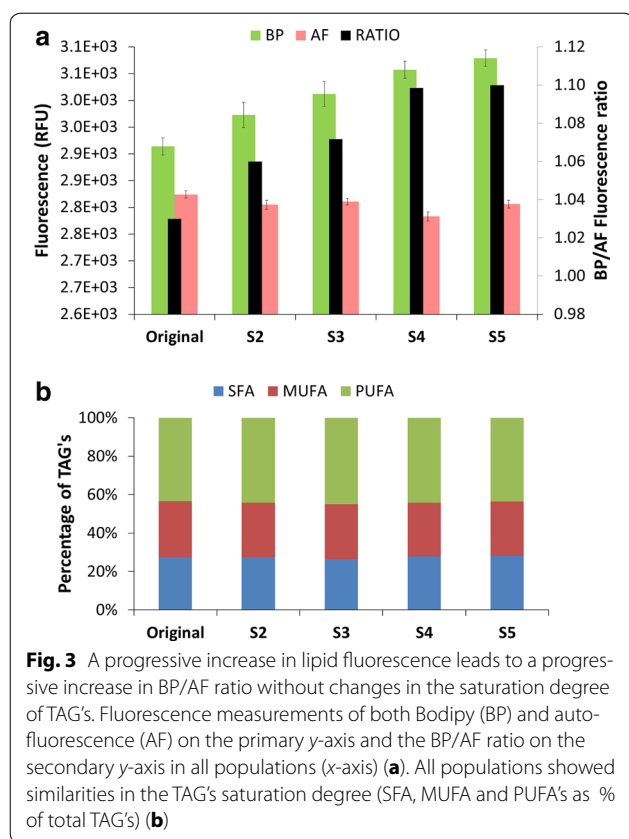 a
BP AF RATIO
3.1E+03
3.1E+03
3.0E+03
3.0E+03
2.9E+03
2.9E+03
2.8E+03
2.8E+03
2.7E+03
2.7E+03
2.6E+03
Fluorescence (RFU)
1.12
1.10
1.08
1.06
1.04
1.02
1.00
0.98
BP/AF Fluorescence ratio
Original S2 S3 S4 S5
b
SFA MUFA PUFA
100%
80%
60%
40%
20%
0%
Percentage of TAG's
Original S2 S3 S4 S5
Fig. 3 A progressive increase in lipid fluorescence leads to a progres-
sive increase in BP/AF ratio without changes in the saturation degree
of TAG's. Fluorescence measurements of both Bodipy (BP) and auto-
fluorescence (AF) on the primary y-axis and the BP/AF ratio on the
secondary y-axis in all populations (x-axis) (a). All populations showed
similarities in the TAG's saturation degree (SFA, MUFA and PUFA's as %
of total TAG's) (b)